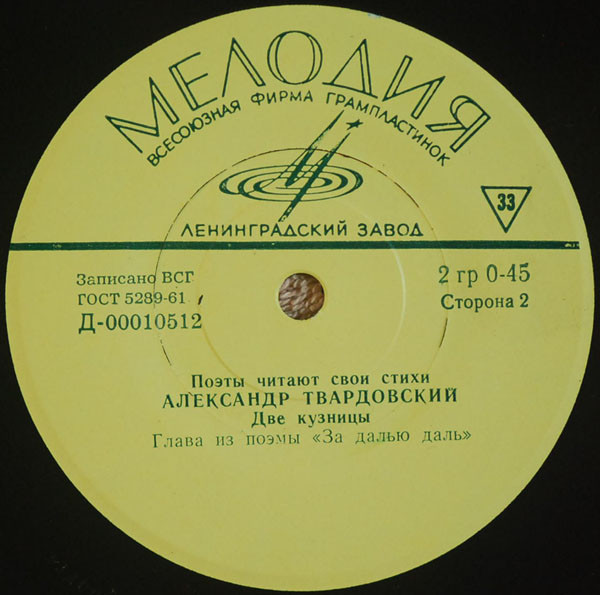 МЕЛОДИЯ
ВСЕСОЮЗНАЯ ФИРМА ГРАМПЛАСТИНОК
33
ЛЕНИНГРАДСКИЙ ЗАВОД
Записано ВСГ
ГОСТ 5289-61
Д-00010512
2 гр 0-45
Сторона 2
Поэты читают свои стихи
АЛЕКСАНДР ТВАРДОВСКИЙ
Две кузницы
Глава из поэмы «За далью даль»